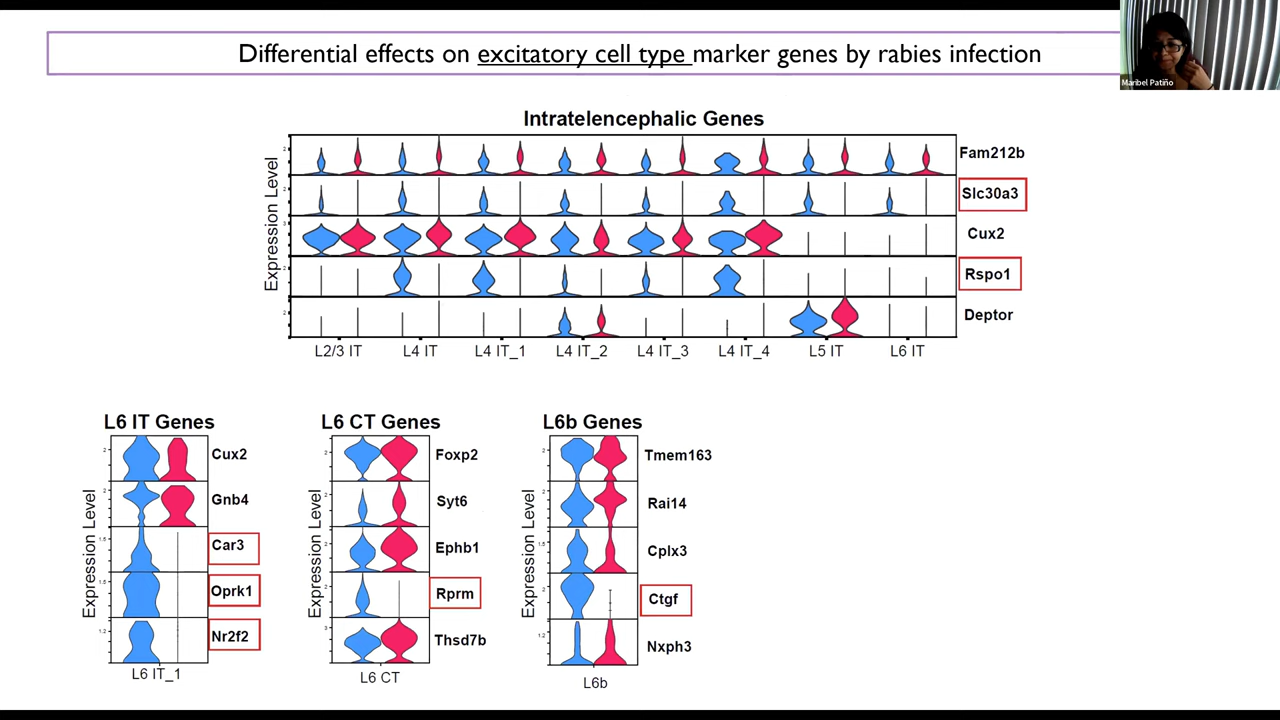 Differential effects on excitatory cell type marker genes by rabies infection
Maribel Patiño
Intratelencephalic Genes
Expression Level
Fam212b
Slc30a3
Cux2
Rspo1
Deptor
L2/3 IT
L4 IT
L4 IT_1
L4 IT_2
L4 IT_3
L4 IT_4
L5 IT
L6 IT
L6 IT Genes
Expression Level
Cux2
Gnb4
Car3
Oprk1
Nr2f2
L6 IT_1
L6 CT Genes
Expression Level
Foxp2
Syt6
Ephb1
Rprm
Thsd7b
L6 CT
L6b Genes
Expression Level
Tmem163
Rai14
Cplx3
Ctgf
Nxph3
L6b